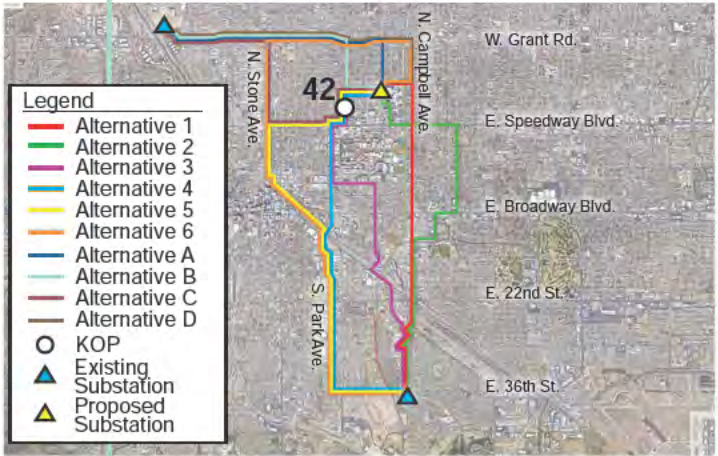 W. Grant Rd.
N. Campbell Ave.
N. Stone Ave.
42
E. Speedway Blvd.
E. Broadway Blvd.
E. 22nd St.
S. Park Ave.
E. 36th St.
Legend
Alternative 1
Alternative 2
Alternative 3
Alternative 4
Alternative 5
Alternative 6
Alternative A
Alternative B
Alternative C
Alternative D
KOP
Existing
Substation
Proposed
Substation